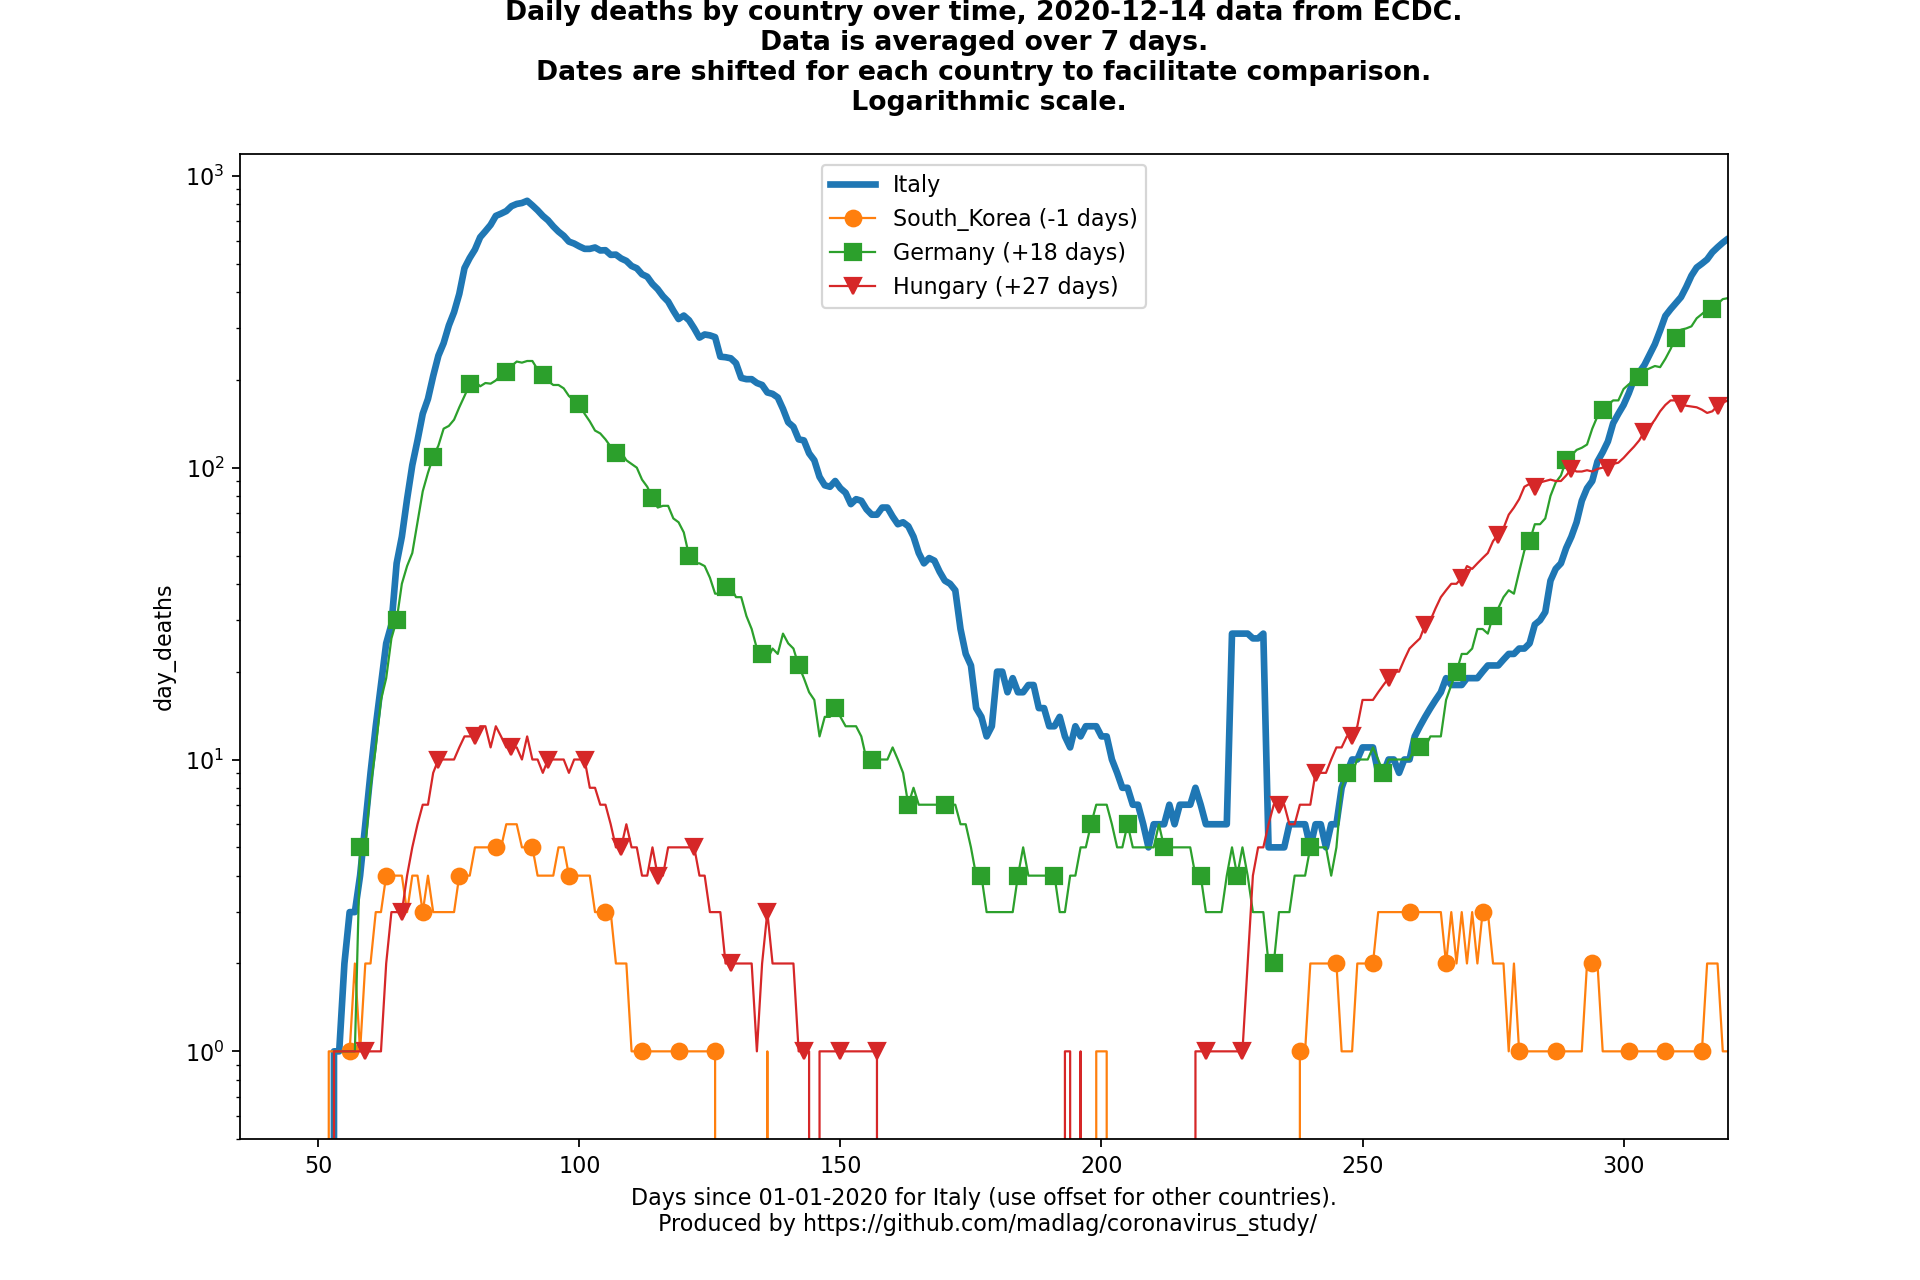 Daily deaths by country over time, 2020-12-14 data from ECDC.
Data is averaged over 7 days.
Dates are shifted for each country to facilitate comparison.
Logarithmic scale.
Italy
South_Korea (-1 days)
Germany (+18 days)
Hungary (+27 days)
10³
10²
10¹
10⁰
day_deaths
50 100 150 200 250 300
Days since 01-01-2020 for Italy (use offset for other countries).
Produced by https://github.com/madlag/coronavirus_study/